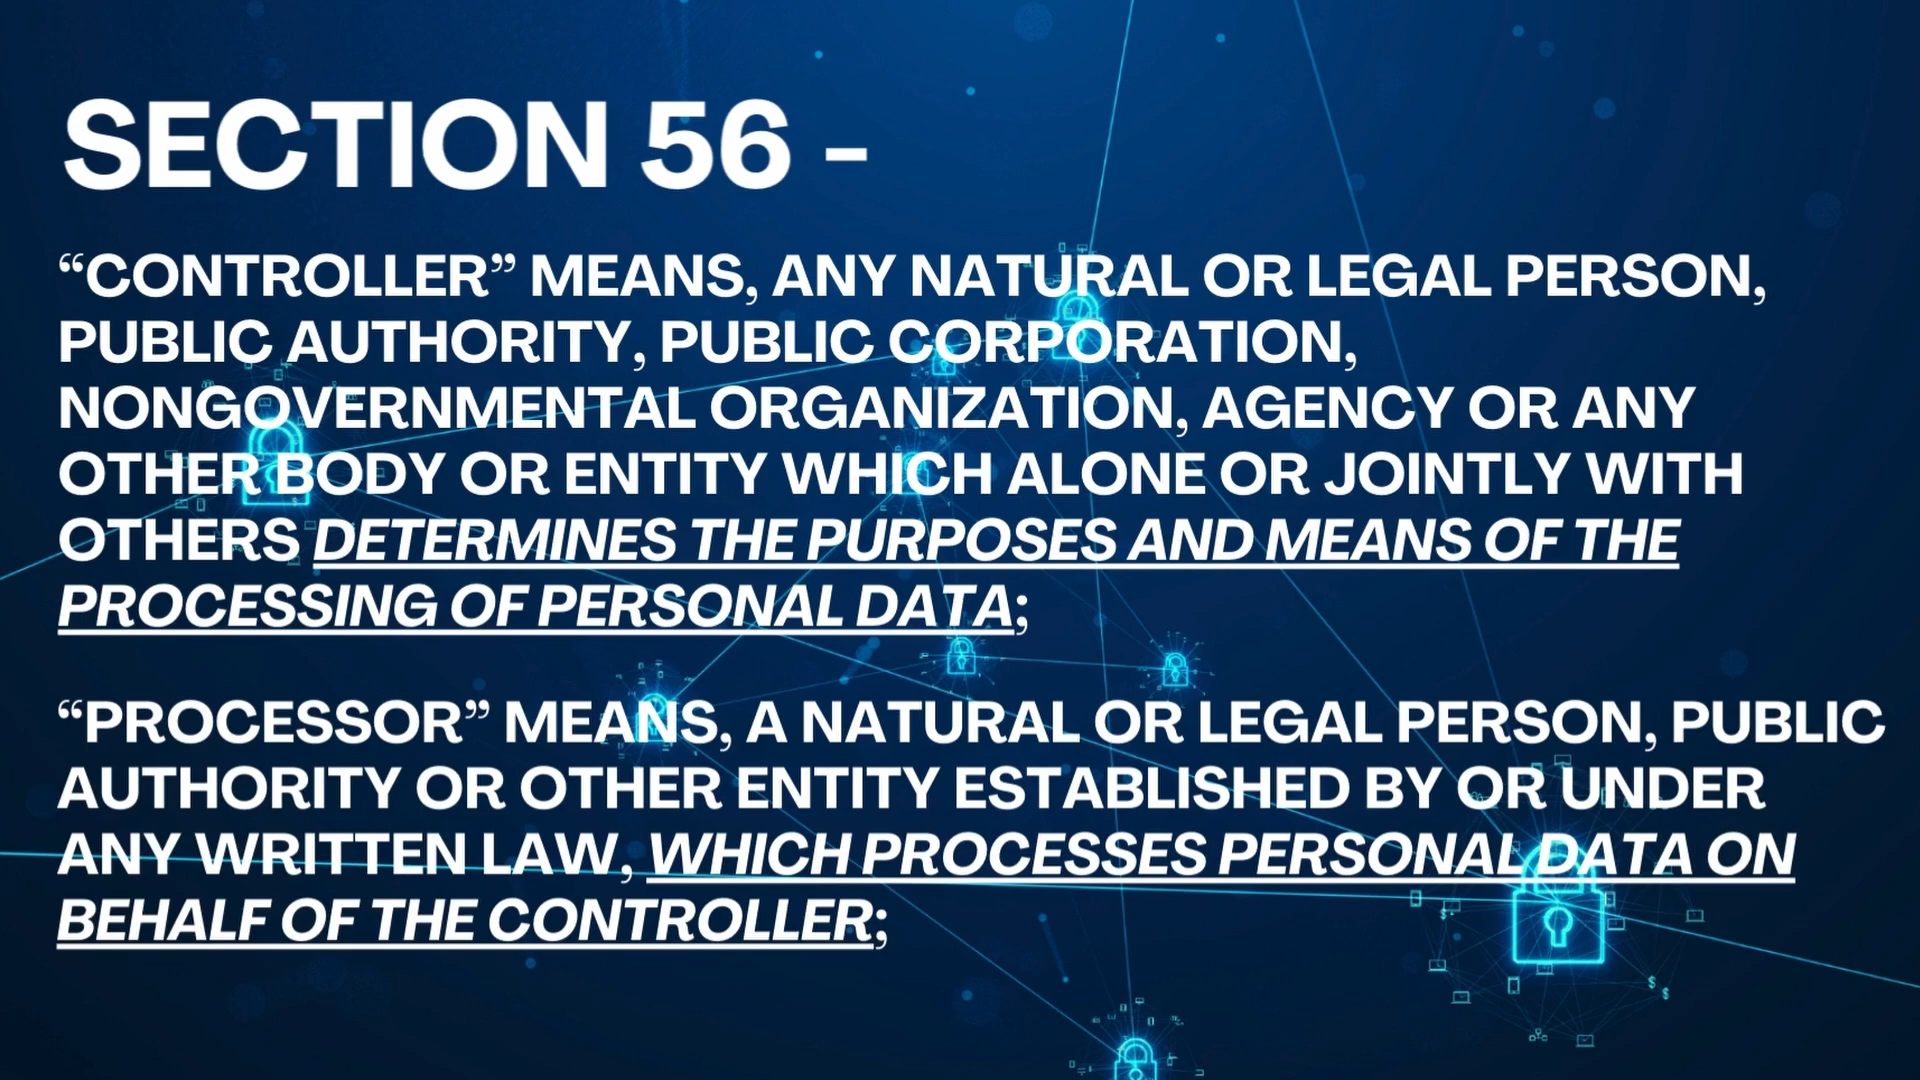 SECTION 56 -
“CONTROLLER” MEANS, ANY NATURAL OR LEGAL PERSON,
PUBLIC AUTHORITY, PUBLIC CORPORATION,
NONGOVERNMENTAL ORGANIZATION, AGENCY OR ANY
OTHER BODY OR ENTITY WHICH ALONE OR JOINTLY WITH
OTHERS DETERMINES THE PURPOSES AND MEANS OF THE
PROCESSING OF PERSONAL DATA;
“PROCESSOR” MEANS, A NATURAL OR LEGAL PERSON, PUBLIC
AUTHORITY OR OTHER ENTITY ESTABLISHED BY OR UNDER
ANY WRITTEN LAW, WHICH PROCESSES PERSONAL DATA ON
BEHALF OF THE CONTROLLER;